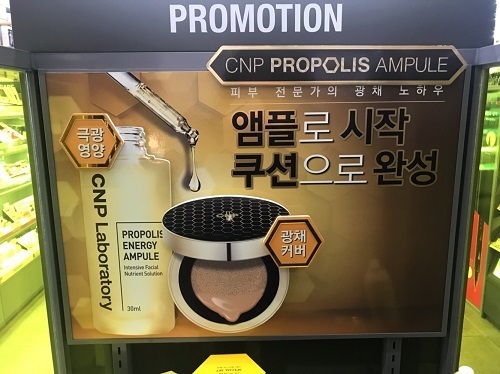 PROMOTION
CNP PROPOLIS AMPULE
피부 전문가의 광채 노하우
앰플로 시작
쿠션으로 완성
극광
영양
CNP Laboratory
PROPOLIS
ENERGY
AMPULE
Intensive Facial
Nutrient Solution
30ml
광채
커버